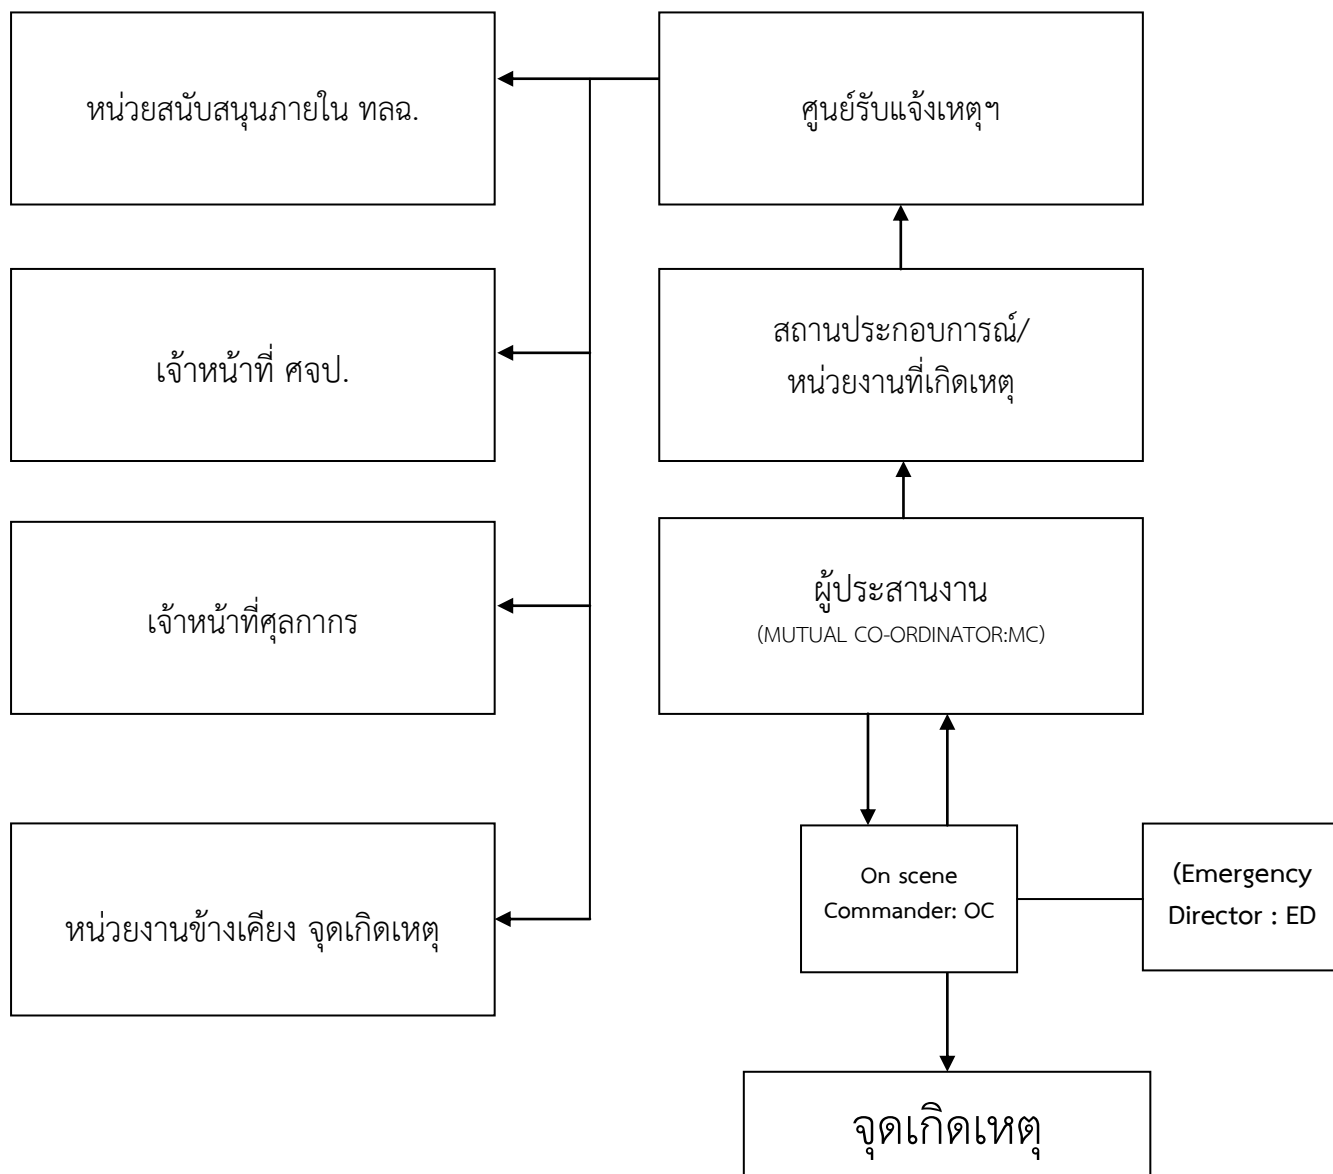 หน่วยสนับสนุนภายใน ทลฉ.
ศูนย์รับแจ้งเหตุฯ
เจ้าหน้าที่ ศจป.
สถานประกอบการณ์/
หน่วยงานที่เกิดเหตุ
เจ้าหน้าที่ศุลกากร
ผู้ประสานงาน
(MUTUAL CO-ORDINATOR:MC)
หน่วยงานข้างเคียง จุดเกิดเหตุ
On scene
Commander: OC
(Emergency
Director : ED
จุดเกิดเหตุ